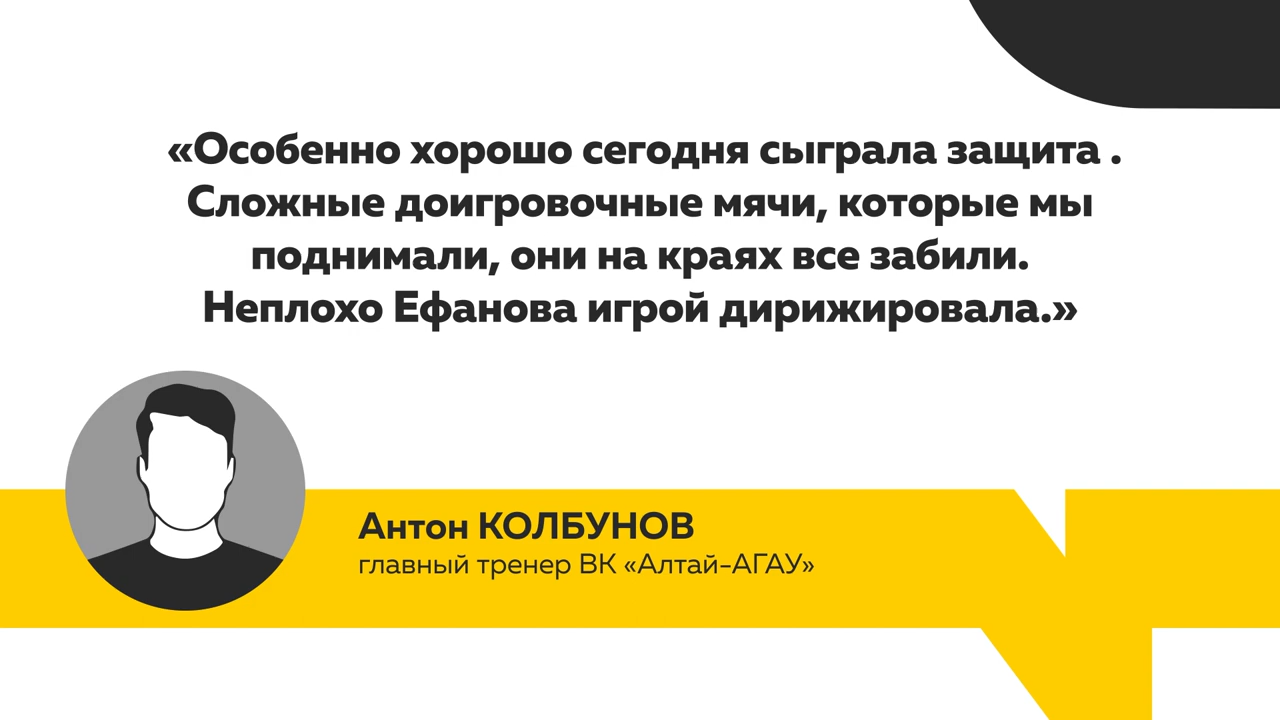 «Особенно хорошо сегодня сыграла защита .
Сложные доигровочные мячи, которые мы
поднимали, они на краях все забили.
Неплохо Ефанова игрой дирижировала.»
Антон КОЛБУНОВ
главный тренер ВК «Алтай-АГАУ»